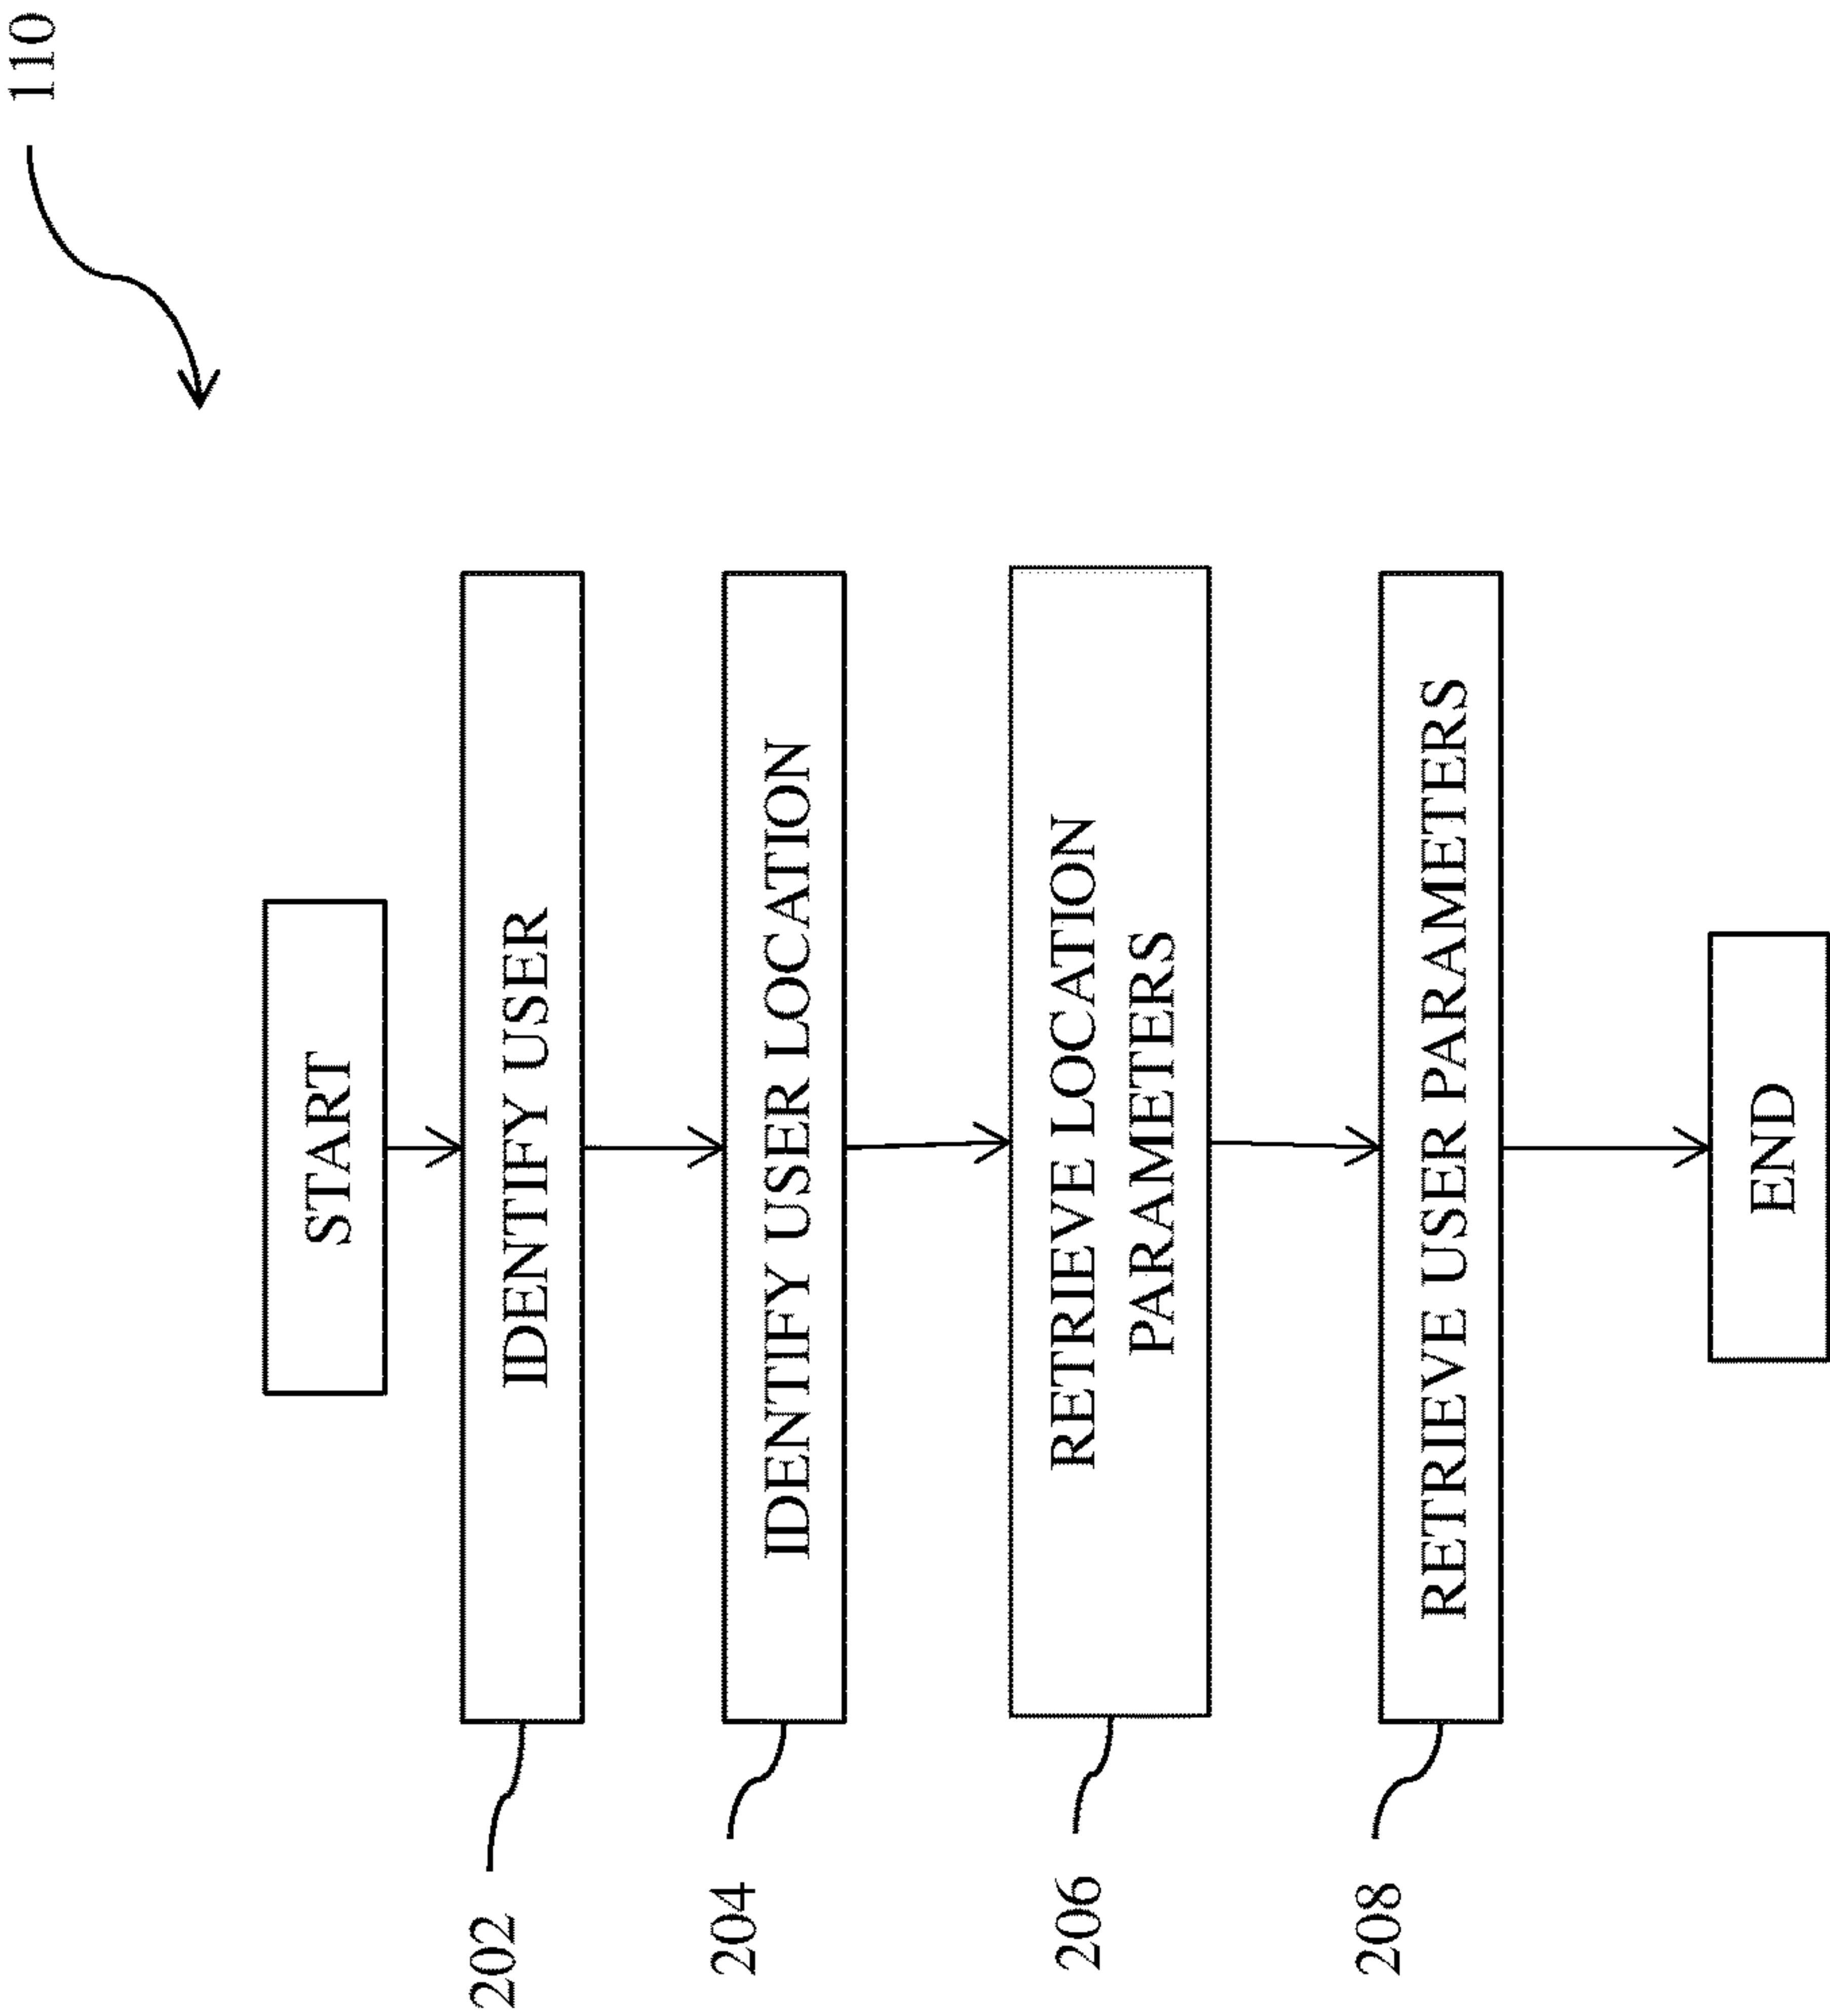 110
START
202
IDENTIFY USER
204
IDENTIFY USER LOCATION
206
RETRIEVE LOCATION
PARAMETERS
208
RETRIEVE USER PARAMETERS
END